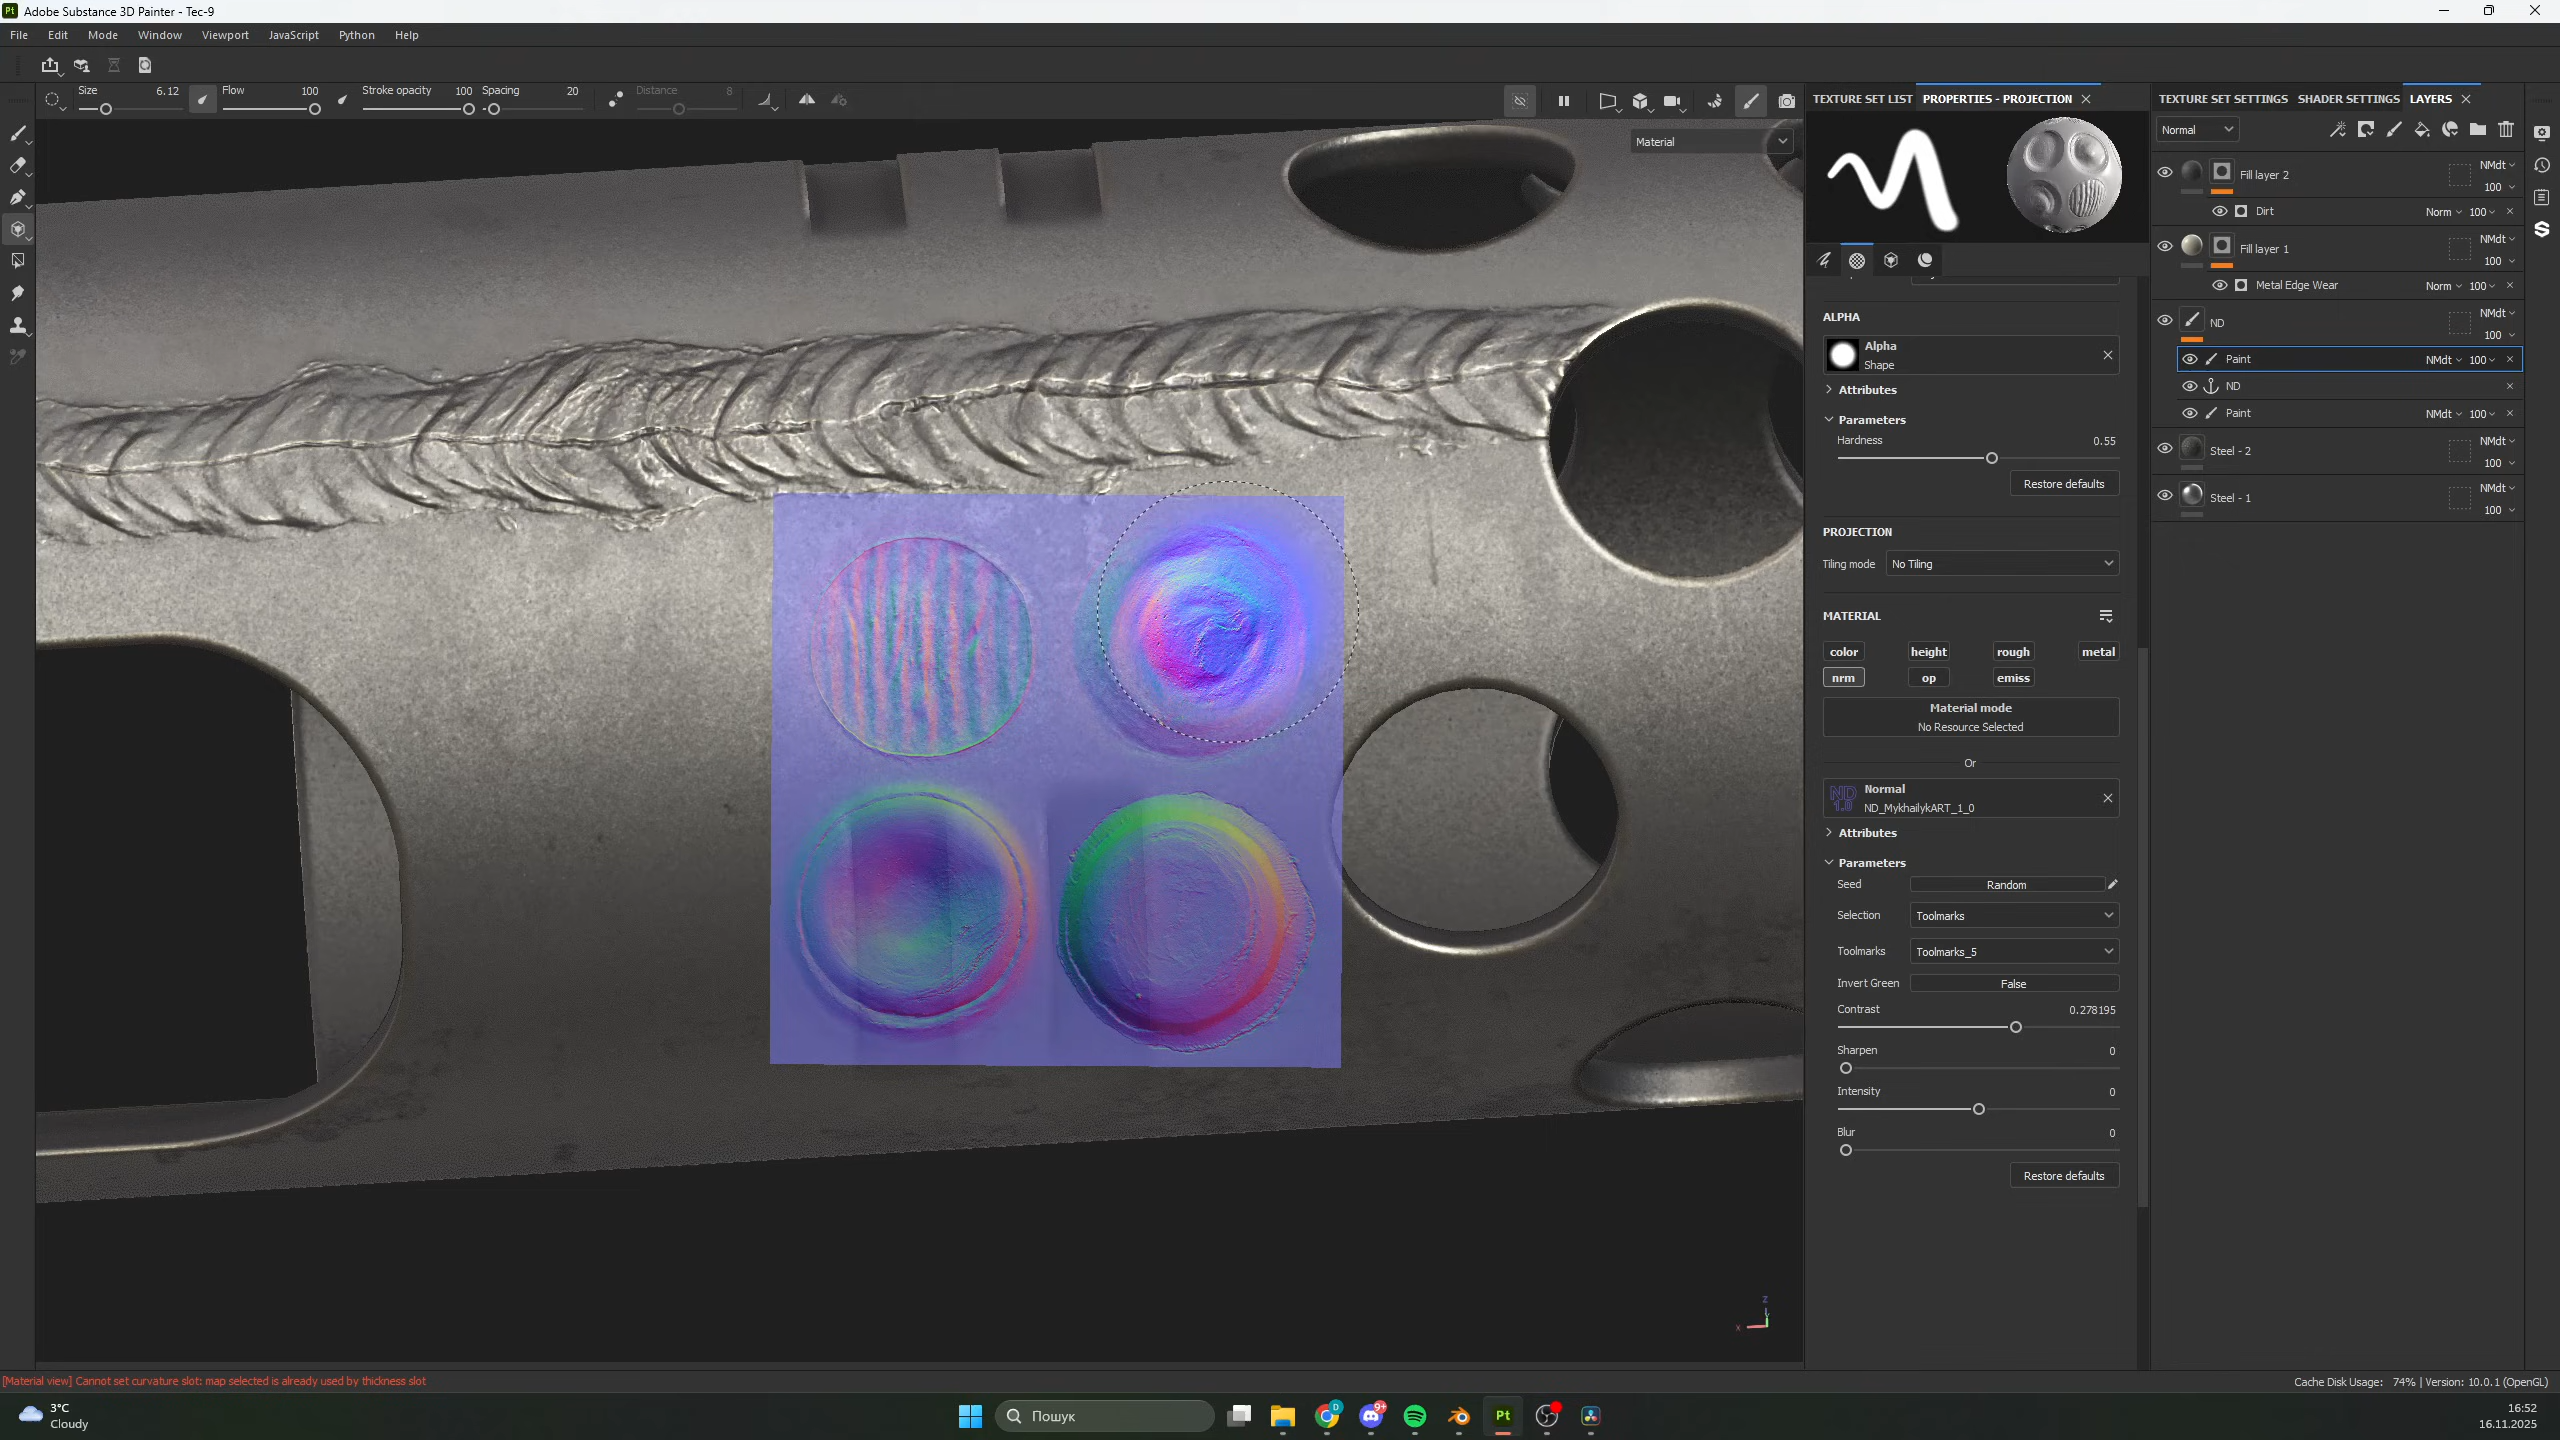 Adobe Substance 3D Painter - Tec-9
File Edit Mode Window Viewport JavaScript Python Help
Size 6.12 Flow 100 Stroke opacity 100 Spacing 20 Distance 8
Material
TEXTURE SET LIST PROPERTIES - PROJECTION
ALPHA
Alpha
Shape
Attributes
Parameters
Hardness 0.55
Restore defaults
PROJECTION
Tiling mode No Tiling
MATERIAL
color height rough metal
nrm op emiss
Material mode
No Resource Selected
Or
Normal
ND_MykhailykART_1_0
Attributes
Parameters
Seed Random
Selection Toolmarks
Toolmarks Toolmarks_5
Invert Green False
Contrast 0.278195
Sharpen 0
Intensity 0
Blur 0
Restore defaults
TEXTURE SET SETTINGS SHADER SETTINGS LAYERS
Normal
Fill layer 2 NMdt 100
Dirt Norm 100
Fill layer 1 NMdt 100
Metal Edge Wear Norm 100
ND NMdt 100
Paint NMdt 100
ND
Paint NMdt 100
Steel - 2 NMdt 100
Steel - 1 NMdt 100
[Material view] Cannot set curvature slot: map selected is already used by thickness slot
Cache Disk Usage: 74% | Version: 10.0.1 (OpenGL)
3°C
Cloudy
Пошук
16:52
16.11.2025